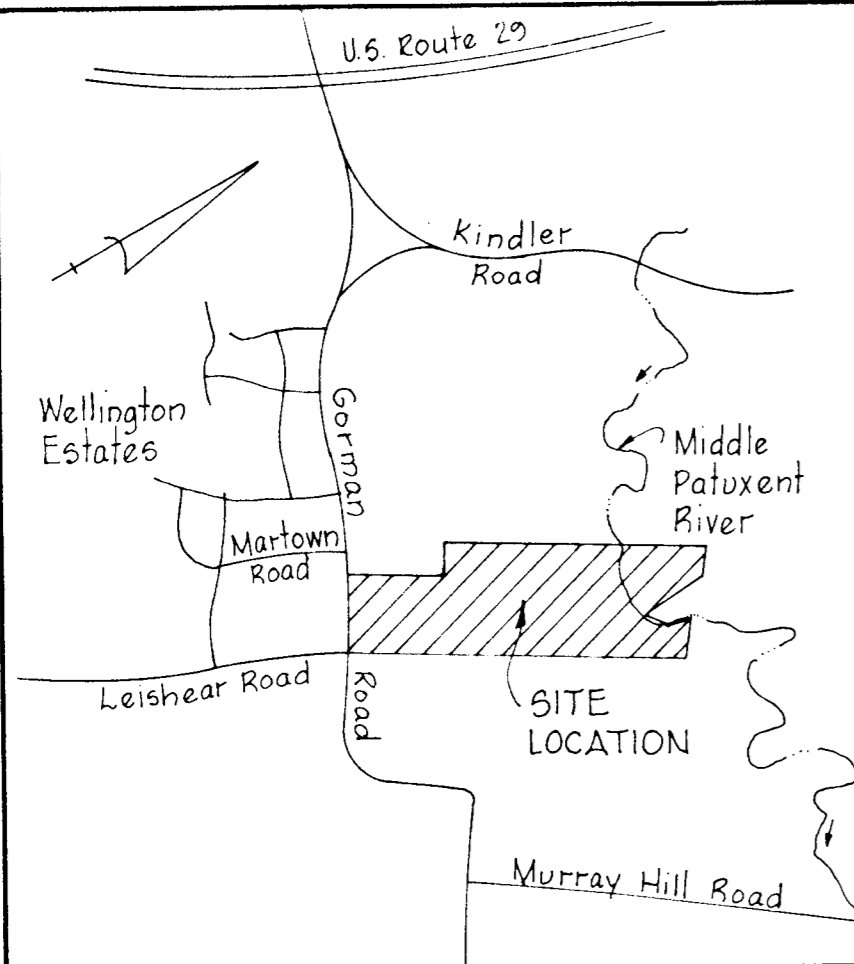 U.S. Route 29
Kindler
Road
Wellington
Estates
Gorman
Road
Middle
Patuxent
River
Martown
Road
Leishear Road
SITE
LOCATION
Murray Hill Road